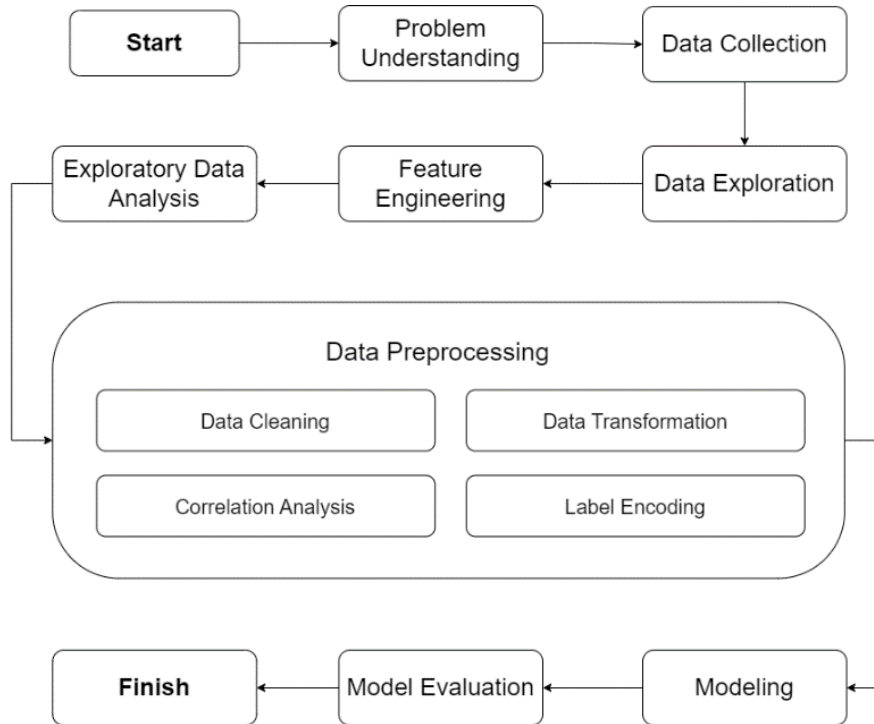 Start
Problem
Understanding
Data Collection
Data Exploration
Feature
Engineering
Exploratory Data
Analysis
Data Preprocessing
Data Cleaning
Data Transformation
Correlation Analysis
Label Encoding
Modeling
Model Evaluation
Finish